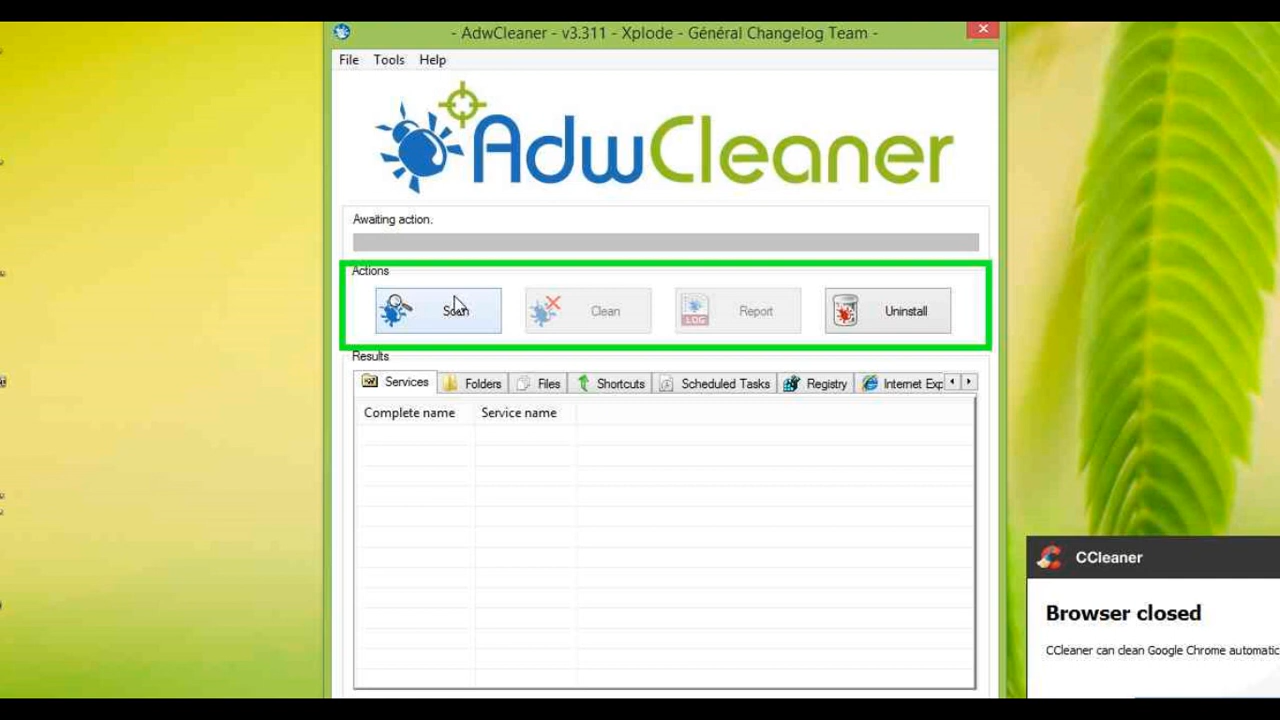 - AdwCleaner - v3.311 - Xplode - Général Changelog Team -
File Tools Help
AdwCleaner
Awaiting action.
Actions
Scan Clean Report Uninstall
LOG
Results
Services Folders Files Shortcuts Scheduled Tasks Registry Internet Exp
Complete name Service name
CCleaner
Browser closed
CCleaner can clean Google Chrome automatic